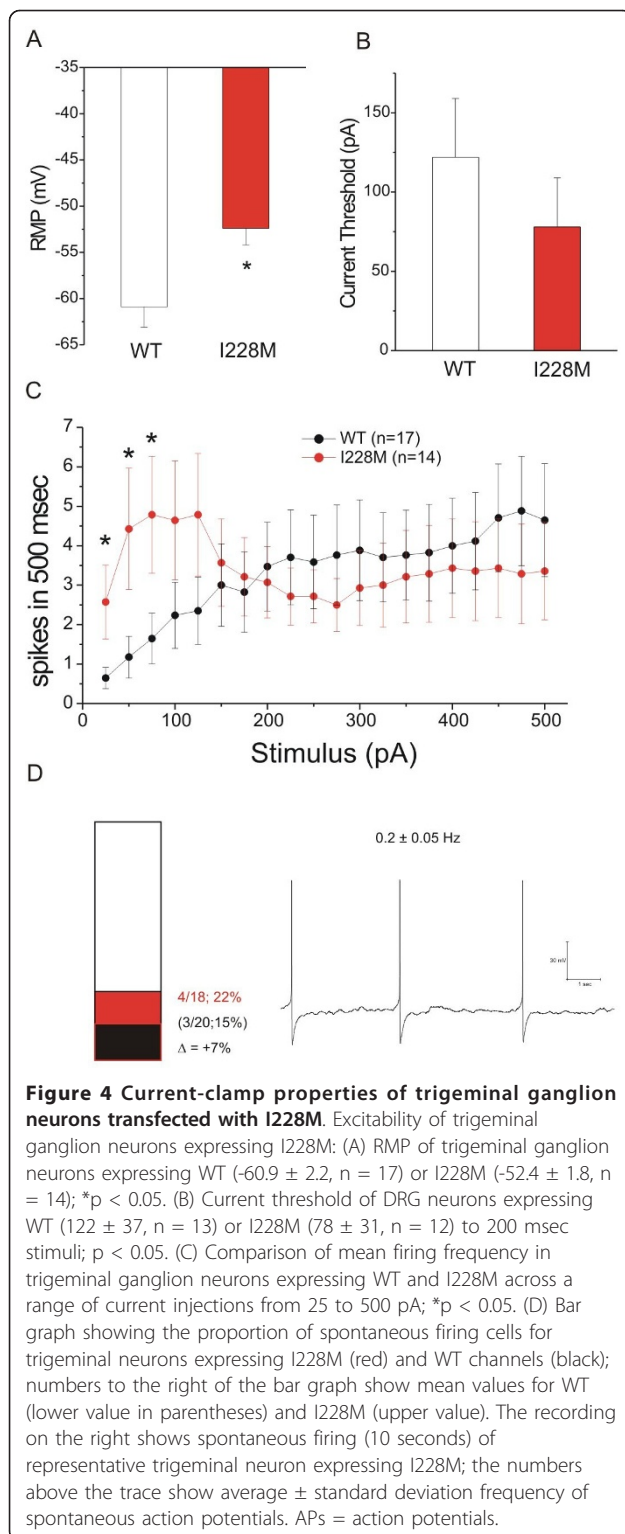 A
B
-35
-40
-45
-50
-55
-60
-65
RMP (mV)
*
WT
I228M
150
100
50
0
Current Threshold (pA)
WT
I228M
C
7
6
5
4
3
2
1
0
spikes in 500 msec
* * *
WT (n=17)
I228M (n=14)
0 100 200 300 400 500
Stimulus (pA)
D
0.2 ± 0.05 Hz
4/18; 22%
(3/20;15%)
Δ = +7%
30 mV
1 sec
Figure 4 Current-clamp properties of trigeminal ganglion
neurons transfected with I228M. Excitability of trigeminal
ganglion neurons expressing I228M: (A) RMP of trigeminal ganglion
neurons expressing WT (-60.9 ± 2.2, n = 17) or I228M (-52.4 ± 1.8, n
= 14); *p < 0.05. (B) Current threshold of DRG neurons expressing
WT (122 ± 37, n = 13) or I228M (78 ± 31, n = 12) to 200 msec
stimuli; p < 0.05. (C) Comparison of mean firing frequency in
trigeminal ganglion neurons expressing WT and I228M across a
range of current injections from 25 to 500 pA; *p < 0.05. (D) Bar
graph showing the proportion of spontaneous firing cells for
trigeminal neurons expressing I228M (red) and WT channels (black);
numbers to the right of the bar graph show mean values for WT
(lower value in parentheses) and I228M (upper value). The recording
on the right shows spontaneous firing (10 seconds) of
representative trigeminal neuron expressing I228M; the numbers
above the trace show average ± standard deviation frequency of
spontaneous action potentials. APs = action potentials.